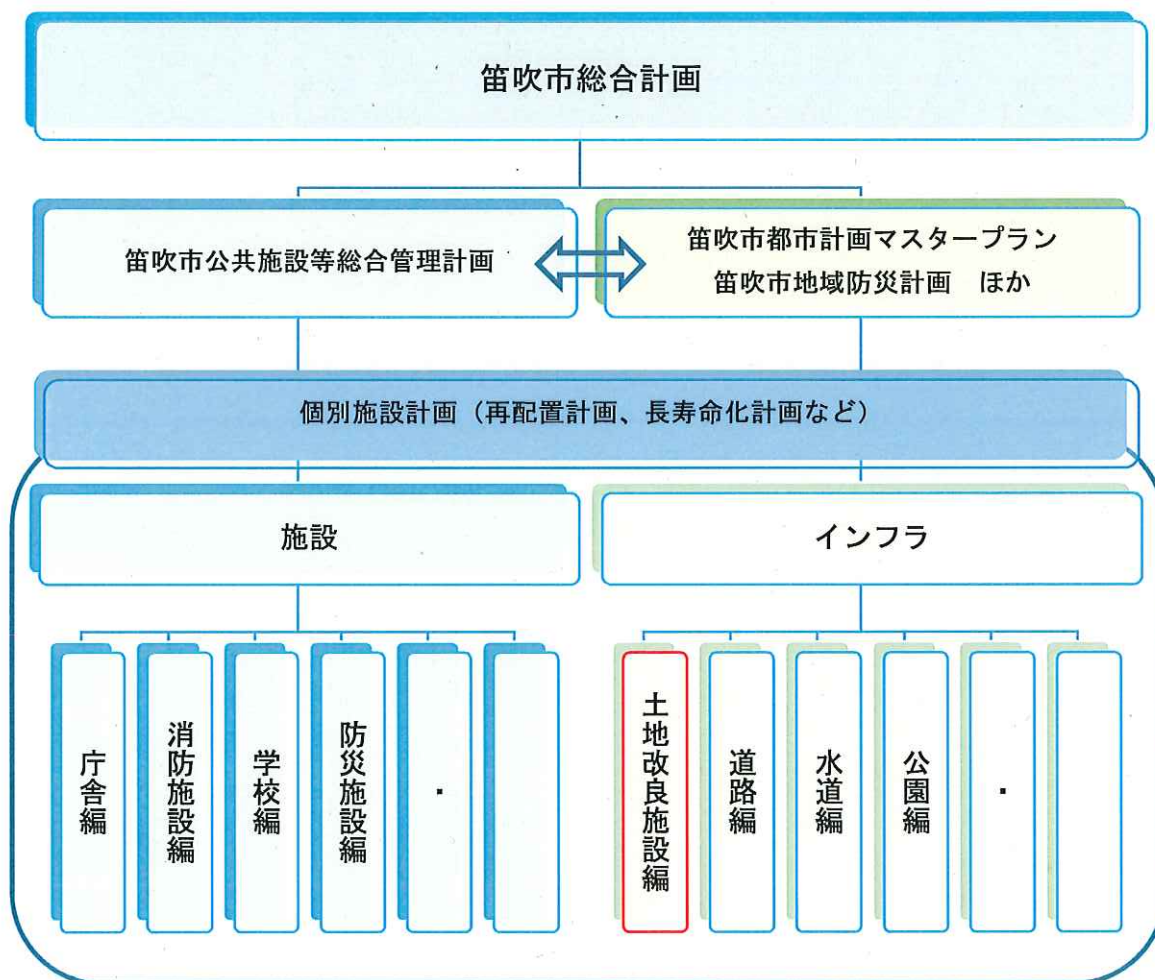 笛吹市総合計画
笛吹市公共施設等総合管理計画
笛吹市都市計画マスタープラン
笛吹市地域防災計画　ほか
個別施設計画（再配置計画、長寿命化計画など）
施設
インフラ
庁舎編
消防施設編
学校編
防災施設編
・
土地改良施設編
道路編
水道編
公園編
・